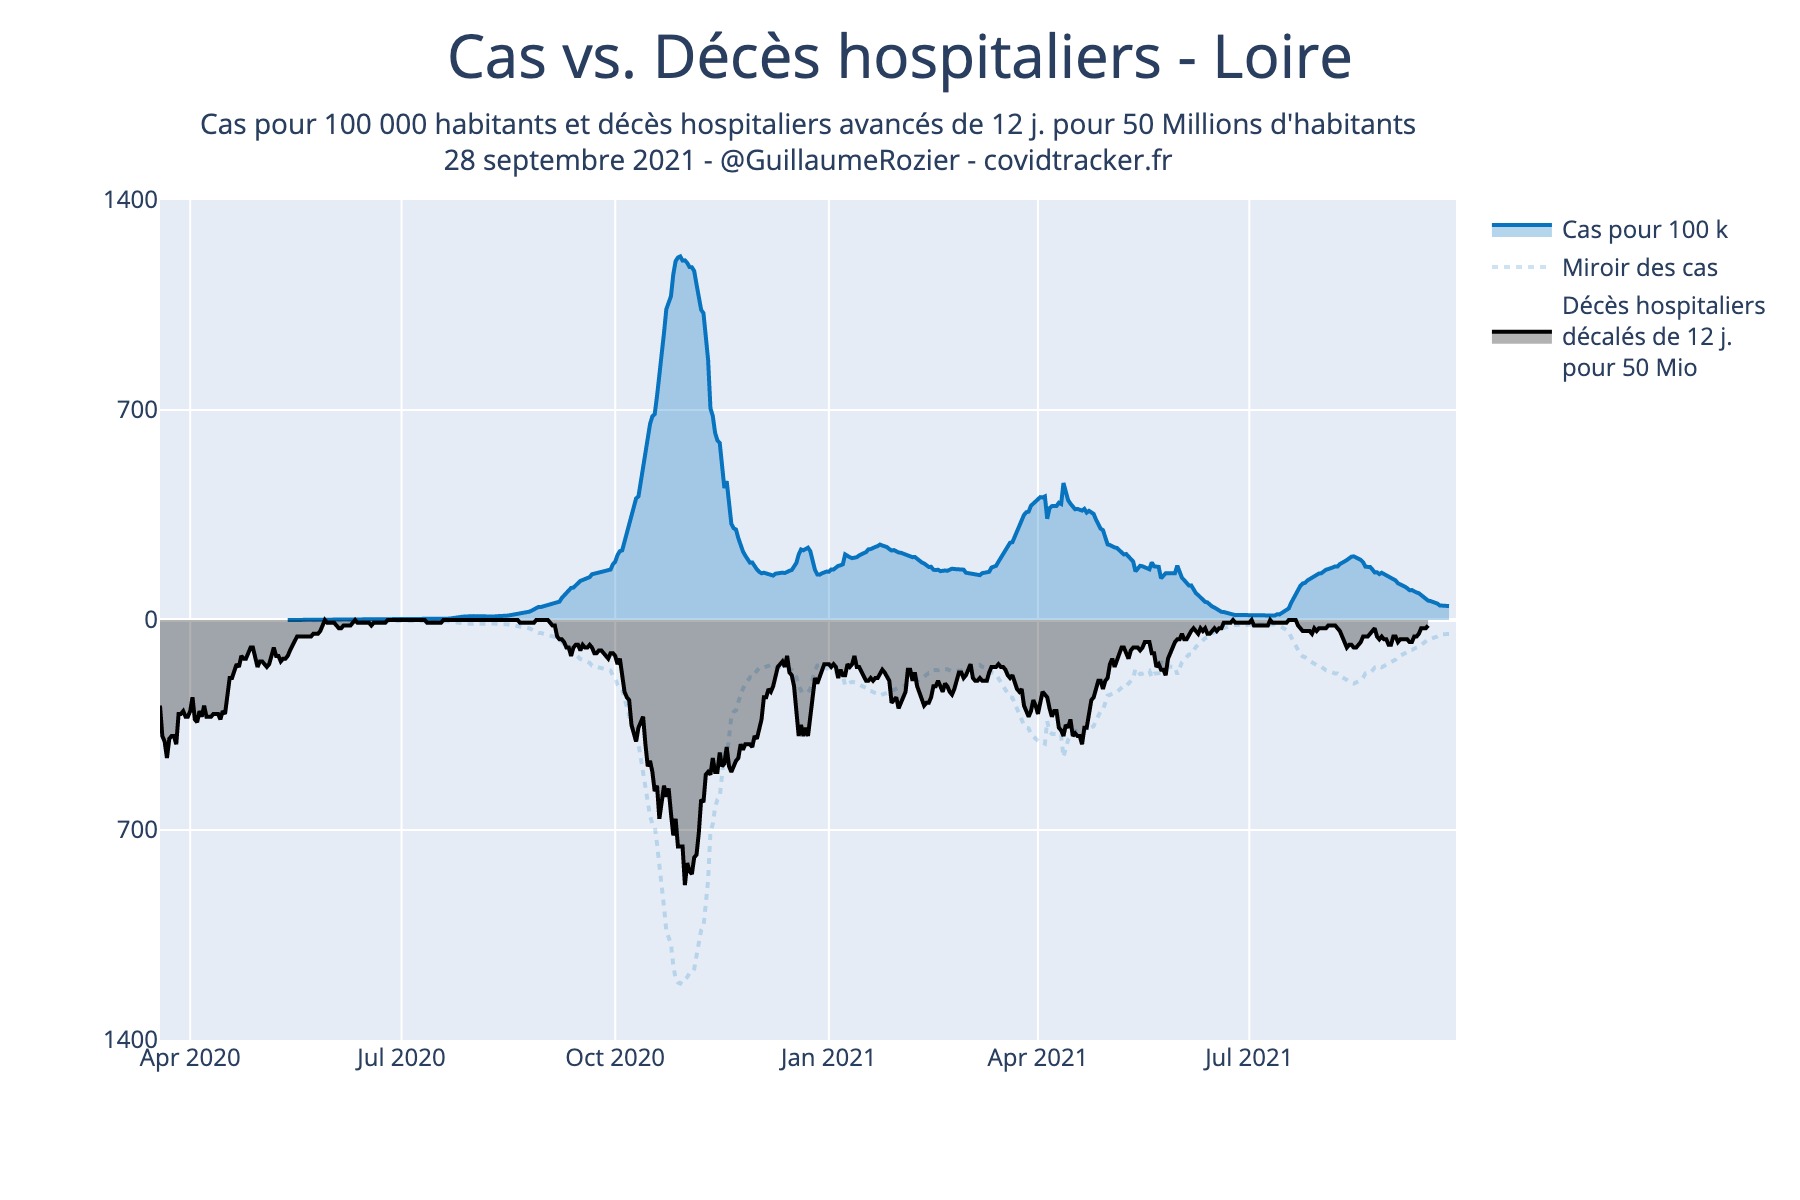 Cas vs. Décès hospitaliers - Loire
Cas pour 100 000 habitants et décès hospitaliers avancés de 12 j. pour 50 Millions d'habitants
28 septembre 2021 - @GuillaumeRozier - covidtracker.fr
1400
700
0
700
1400
Apr 2020
Jul 2020
Oct 2020
Jan 2021
Apr 2021
Jul 2021
Cas pour 100 k
Miroir des cas
Décès hospitaliers
décalés de 12 j.
pour 50 Mio